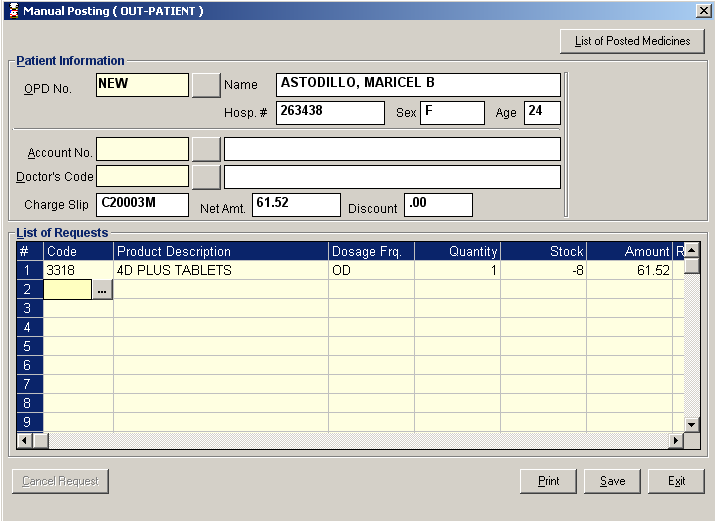 Manual Posting ( OUT-PATIENT )
List of Posted Medicines
Patient Information
OPD No. NEW Name ASTODILLO, MARICEL B
Hosp. # 263438 Sex F Age 24
Account No.
Doctor's Code
Charge Slip C20003M Net Amt. 61.52 Discount .00
List of Requests
# Code Product Description Dosage Frq. Quantity Stock Amount R
1 3318 4D PLUS TABLETS OD 1 -8 61.52
2 ...
3
4
5
6
7
8
9
Cancel Request Print Save Exit